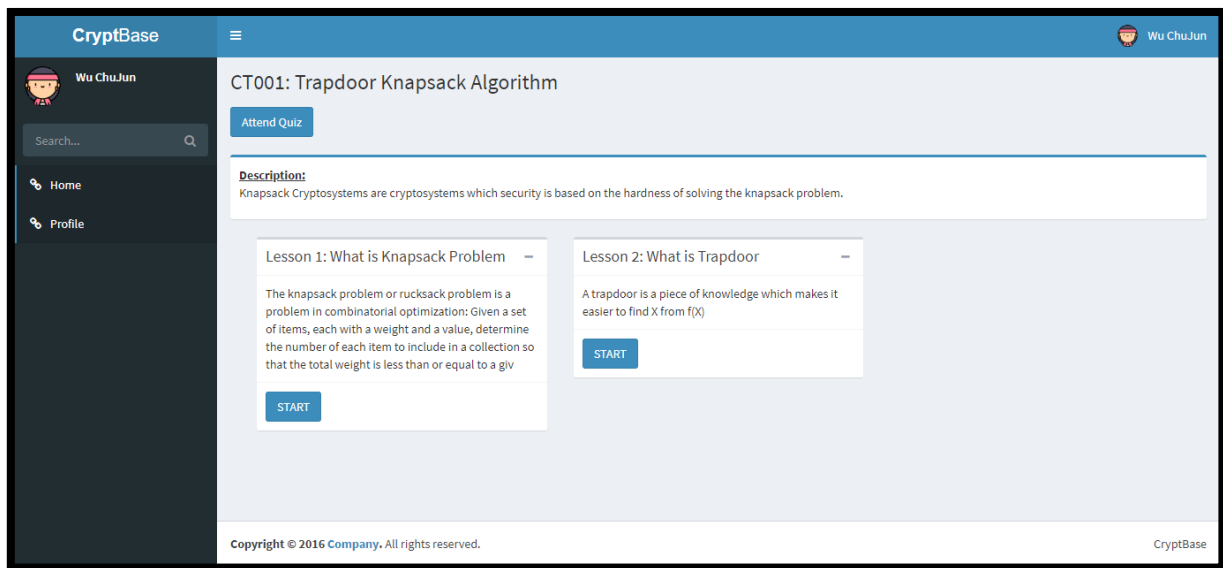 CryptBase
Wu ChuJun
Wu ChuJun
Search...
Home
Profile
CT001: Trapdoor Knapsack Algorithm
Attend Quiz
Description:
Knapsack Cryptosystems are cryptosystems which security is based on the hardness of solving the knapsack problem.
Lesson 1: What is Knapsack Problem
The knapsack problem or rucksack problem is a
problem in combinatorial optimization: Given a set
of items, each with a weight and a value, determine
the number of each item to include in a collection so
that the total weight is less than or equal to a giv
START
Lesson 2: What is Trapdoor
A trapdoor is a piece of knowledge which makes it
easier to find X from f(X)
START
Copyright © 2016 Company. All rights reserved.
CryptBase